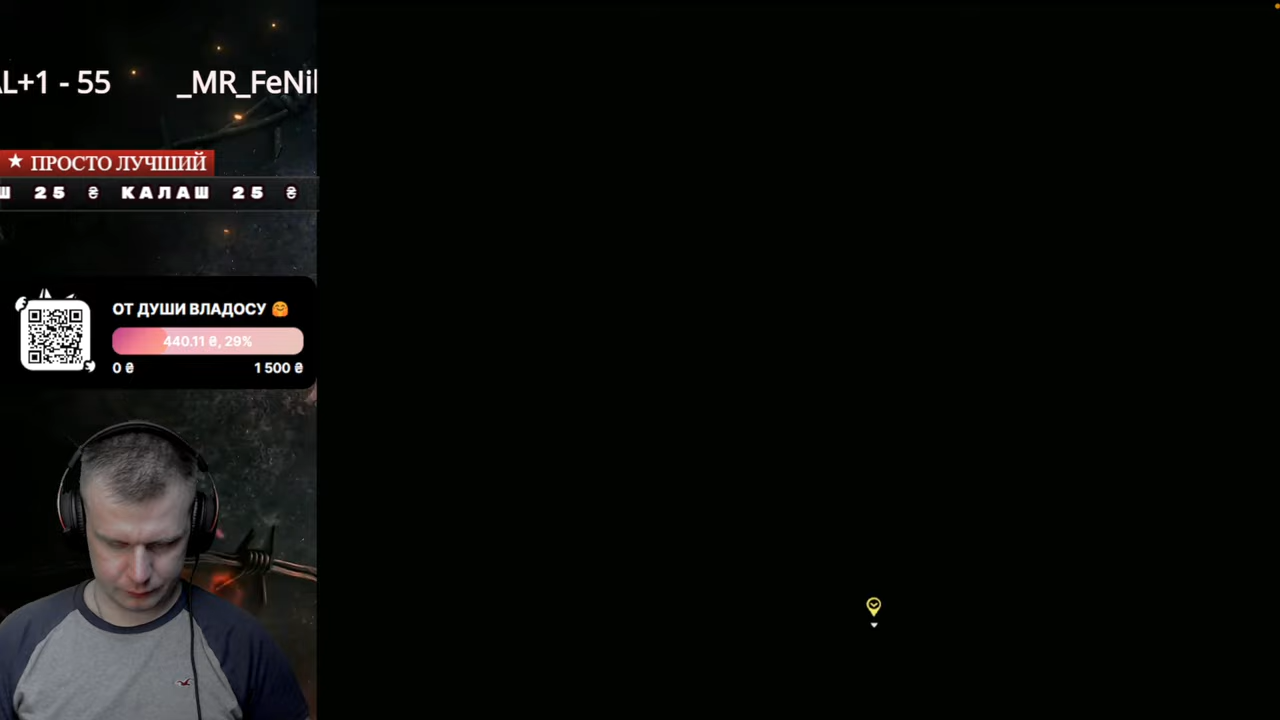 L+1 - 55 _MR_FeNi
★ ПРОСТО ЛУЧШИЙ
Ш 25 ₴ КАЛАШ 25 ₴
ОТ ДУШИ ВЛАДОСУ 🤗
440.11 ₴, 29%
0 ₴ 1 500 ₴